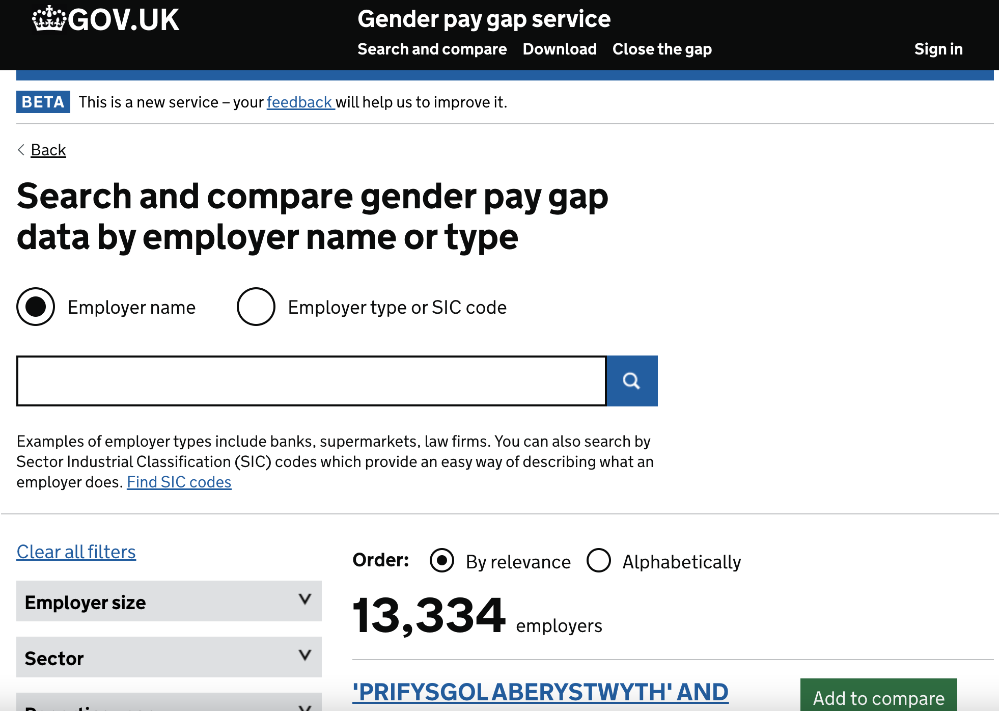 GOV.UK
Gender pay gap service
Search and compare Download Close the gap
Sign in
BETA This is a new service – your feedback will help us to improve it.
Back
Search and compare gender pay gap
data by employer name or type
Employer name Employer type or SIC code
Examples of employer types include banks, supermarkets, law firms. You can also search by
Sector Industrial Classification (SIC) codes which provide an easy way of describing what an
employer does. Find SIC codes
Clear all filters
Employer size
Sector
Order: By relevance Alphabetically
13,334 employers
'PRIFYSGOL ABERYSTWYTH' AND
Add to compare